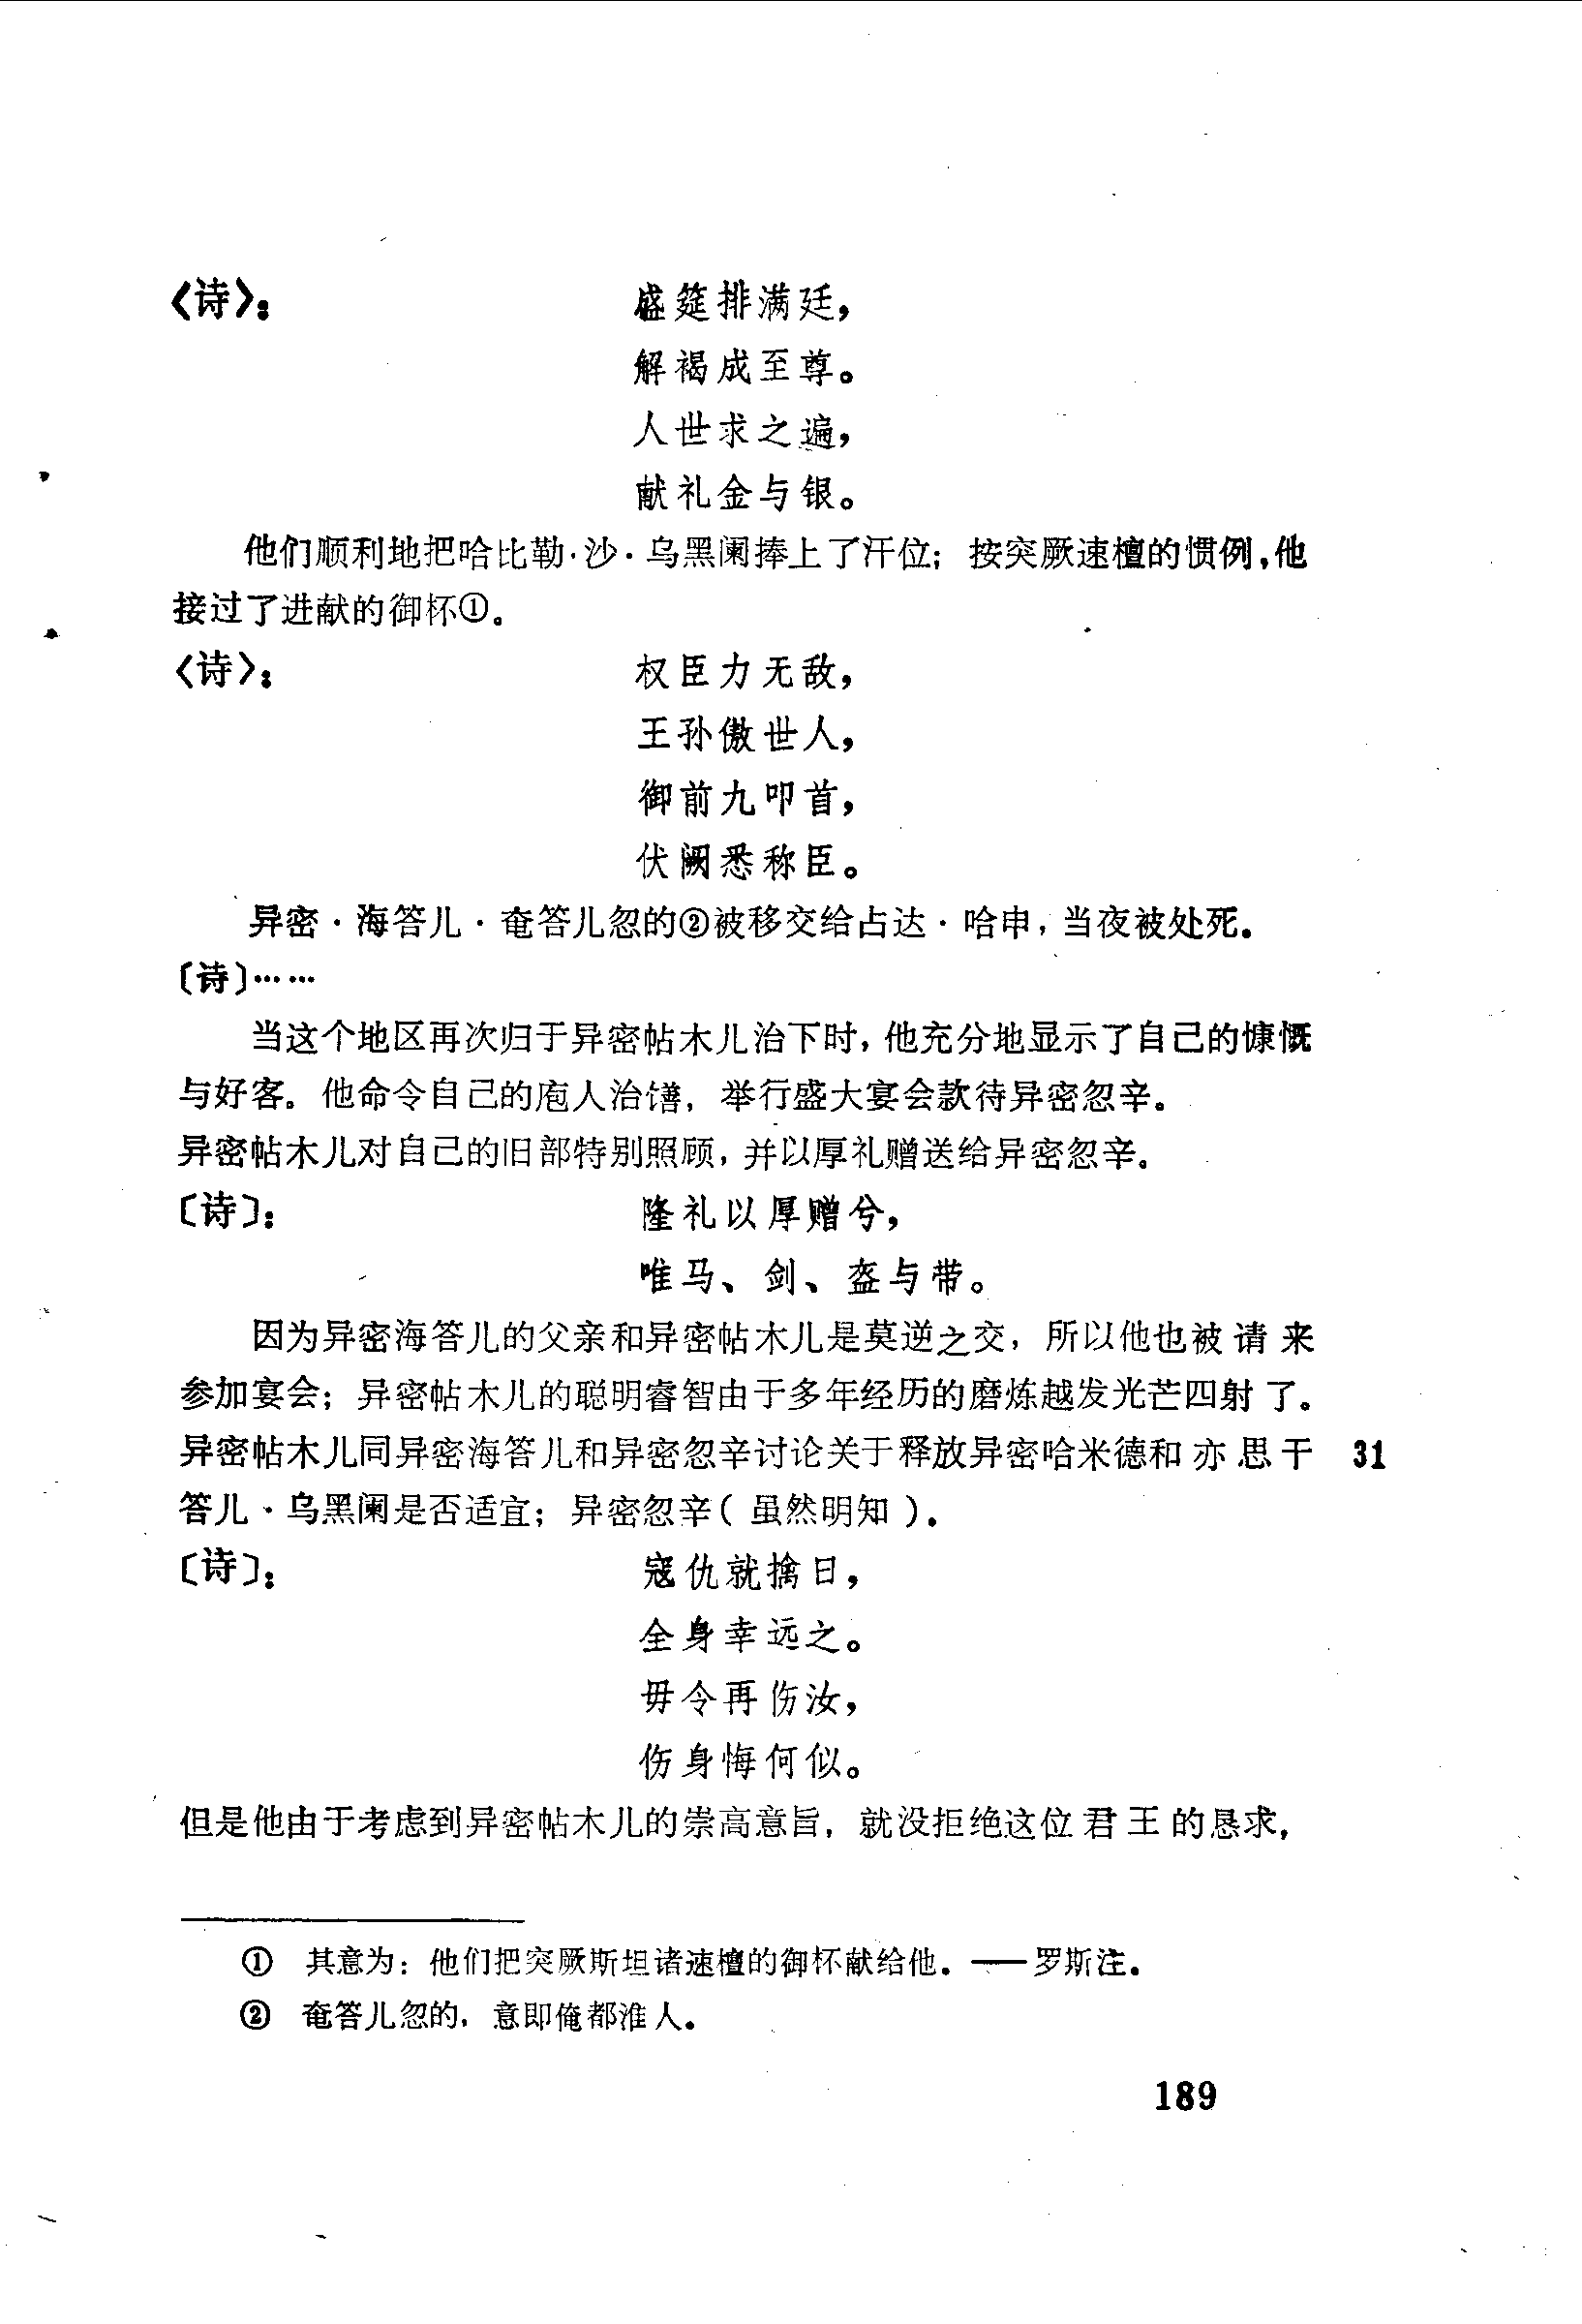 〈诗〉： 盛筵排满廷，
解褐成至尊。
人世求之遍，
献礼金与银。
他们顺利地把哈比勒·沙·乌黑阑捧上了汗位；按突厥速檀的惯例，他
接过了进献的御杯①。
〈诗〉： 权臣力无敌，
王孙傲世人，
御前九叩首，
伏阙悉称臣。
异密·海答儿·奄答儿忽的②被移交给占达·哈申，当夜被处死。
〔诗〕……
当这个地区再次归于异密帖木儿治下时，他充分地显示了自己的慷慨
与好客。他命令自己的庖人治馐，举行盛大宴会款待异密忽辛。
异密帖木儿对自己的旧部特别照顾，并以厚礼赠送给异密忽辛。
〔诗〕： 隆礼以厚赠兮，
唯马、剑、盔与带。
因为异密海答儿的父亲和异密帖木儿是莫逆之交，所以他也被请来
参加宴会；异密帖木儿的聪明睿智由于多年经历的磨炼越发光芒四射了。
异密帖木儿同异密海答儿和异密忽辛讨论关于释放异密哈米德和亦思干 31
答儿·乌黑阑是否适宜；异密忽辛（虽然明知）。
〔诗〕： 寇仇就擒日，
全身幸远之。
毋令再伤汝，
伤身悔何似。
但是他由于考虑到异密帖木儿的崇高意旨，就没拒绝这位君王的恳求，
① 其意为：他们把突厥斯坦诸速檀的御杯献给他。——罗斯注。
② 奄答儿忽的，意即俺都淮人。
189